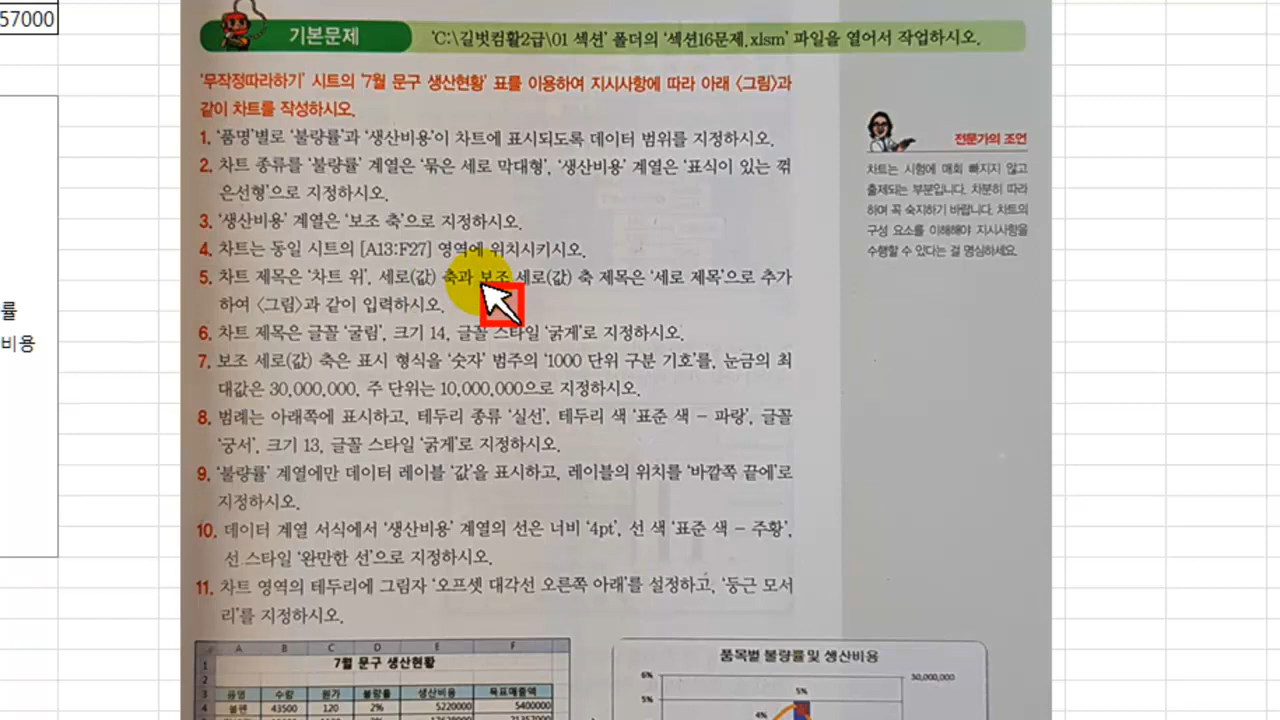 57000
률
비용
기본문제
'C:\길벗컴활2급\01 섹션' 폴더의 '섹션16문제.xlsm' 파일을 열어서 작업하시오.
'무작정따라하기' 시트의 '7월 문구 생산현황' 표를 이용하여 지시사항에 따라 아래 〈그림〉과
같이 차트를 작성하시오.
1. '품명'별로 '불량률'과 '생산비용'이 차트에 표시되도록 데이터 범위를 지정하시오.
2. 차트 종류를 '불량률' 계열은 '묶은 세로 막대형', '생산비용' 계열은 '표식이 있는 꺾
은선형'으로 지정하시오.
3. '생산비용' 계열은 '보조 축'으로 지정하시오.
4. 차트는 동일 시트의 [A13:F27] 영역에 위치시키시오.
5. 차트 제목은 '차트 위', 세로(값) 축과 보조 세로(값) 축 제목은 '세로 제목'으로 추가
하여 〈그림〉과 같이 입력하시오.
6. 차트 제목은 글꼴 '굴림', 크기 14, 글꼴 스타일 '굵게'로 지정하시오.
7. 보조 세로(값) 축은 표시 형식을 '숫자' 범주의 '1000 단위 구분 기호'를, 눈금의 최
대값은 30,000,000, 주 단위는 10,000,000으로 지정하시오.
8. 범례는 아래쪽에 표시하고, 테두리 종류 '실선', 테두리 색 '표준 색 - 파랑', 글꼴
'궁서', 크기 13, 글꼴 스타일 '굵게'로 지정하시오.
9. '불량률' 계열에만 데이터 레이블 '값'을 표시하고, 레이블의 위치를 '바깥쪽 끝에'로
지정하시오.
10. 데이터 계열 서식에서 '생산비용' 계열의 선은 너비 '4pt', 선 색 '표준 색 - 주황',
선 스타일 '완만한 선'으로 지정하시오.
11. 차트 영역의 테두리에 그림자 '오프셋 대각선 오른쪽 아래'를 설정하고, '둥근 모서
리'를 지정하시오.
전문가의 조언
차트는 시험에 매회 빠지지 않고
출제되는 부분입니다. 차분히 따라
하며 꼭 숙지하기 바랍니다. 차트의
구성 요소를 이해해야 지시사항을
수행할 수 있다는 걸 명심하세요.
A B C D E F
1 7월 문구 생산현황
2
3 품명 수량 원가 불량률 생산비용 목표매출액
4 볼펜 43500 120 2% 5220000 5400000
품목별 불량률 및 생산비용
6% 30,000,000
5% 5%
4%